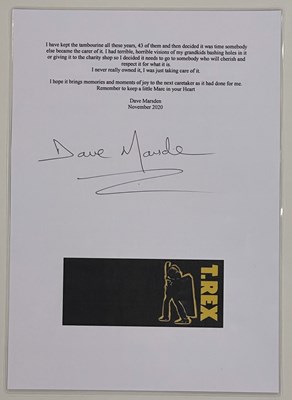 I have kept the tambourine all these years, 43 of them and then decided it was time somebody
else became the carer of it. I had terrible, horrible visions of my grandkids bashing holes in it
or giving it to the charity shop so I decided it needs to go to somebody who will cherish and
respect it for what it is.
I never really owned it, I was just taking care of it.
I hope it brings memories and moments of joy to the next caretaker as it had done for me.
Remember to keep a little Marc in your Heart
Dave Marsden
November 2020
Dave Marsde
T.REX